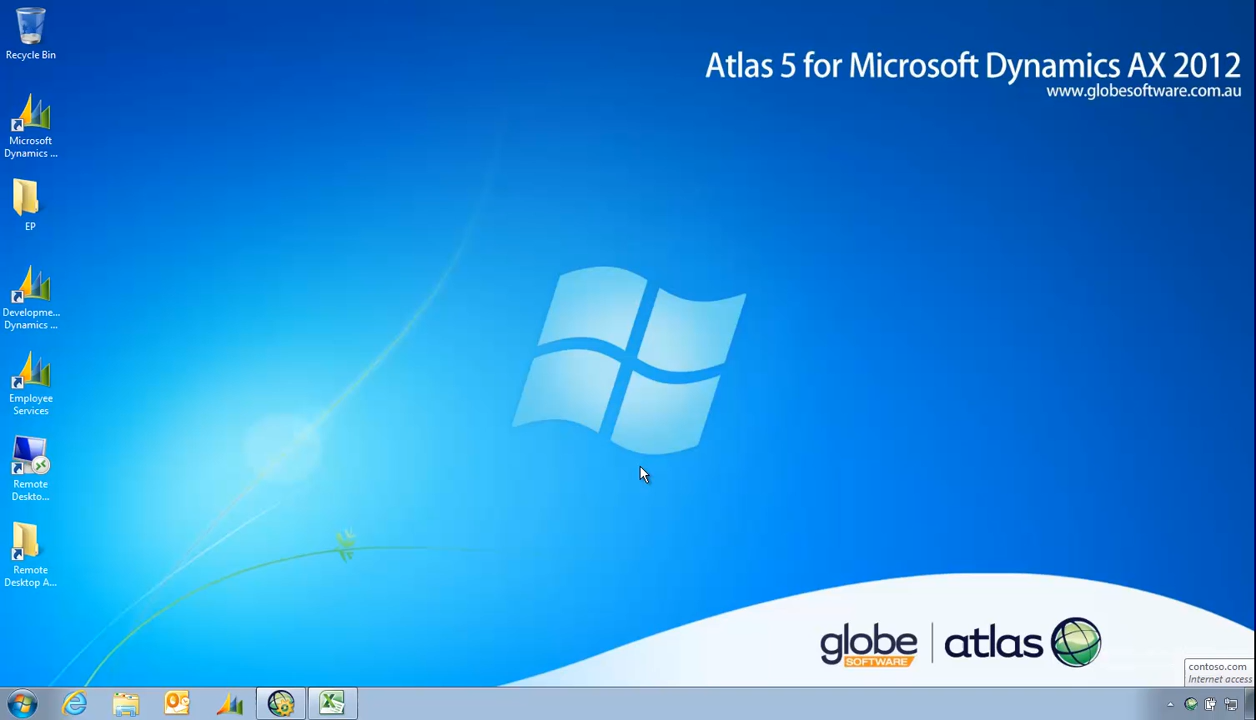 Recycle Bin
Atlas 5 for Microsoft Dynamics AX 2012
www.globesoftware.com.au
Microsoft
Dynamics ...
EP
Developme...
Dynamics ...
Employee
Services
Remote
Deskto...
Remote
Desktop A...
globe
SOFTWARE
atlas
contoso.com
Internet access